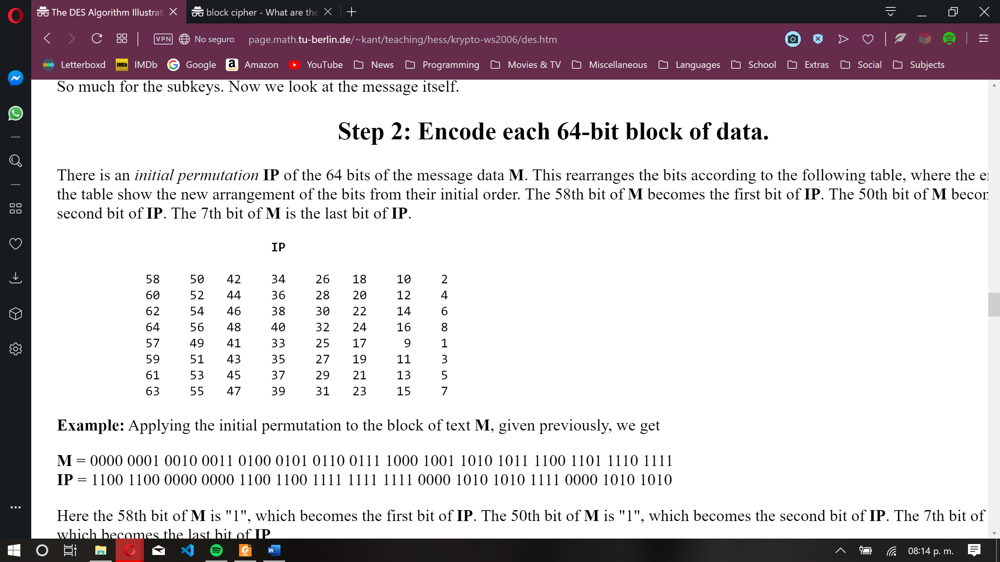 The DES Algorithm Illustrat
block cipher - What are the
VPN No seguro page.math.tu-berlin.de/~kant/teaching/hess/krypto-ws2006/des.htm
Letterboxd IMDb IMDb Google a Amazon YouTube News Programming Movies & TV Miscellaneous Languages School Extras Social Subjects
So much for the subkeys. Now we look at the message itself.
Step 2: Encode each 64-bit block of data.
There is an initial permutation IP of the 64 bits of the message data M. This rearranges the bits according to the following table, where the
the table show the new arrangement of the bits from their initial order. The 58th bit of M becomes the first bit of IP. The 50th bit of M
second bit of IP. The 7th bit of M is the last bit of IP.
IP
58 50 42 34 26 18 10 2
60 52 44 36 28 20 12 4
62 54 46 38 30 22 14 6
64 56 48 40 32 24 16 8
57 49 41 33 25 17 9 1
59 51 43 35 27 19 11 3
61 53 45 37 29 21 13 5
63 55 47 39 31 23 15 7
Example: Applying the initial permutation to the block of text M, given previously, we get
M = 0000 0001 0010 0011 0100 0101 0110 0111 1000 1001 1010 1011 1100 1101 1110 1111
IP = 1100 1100 0000 0000 1100 1100 1111 1111 1111 0000 1010 1010 1111 0000 1010 1010
Here the 58th bit of M is "1", which becomes the first bit of IP. The 50th bit of M is "1", which becomes the second bit of IP. The 7th bit of
which becomes the last bit of IP.
PDF W 08:14 p. m.